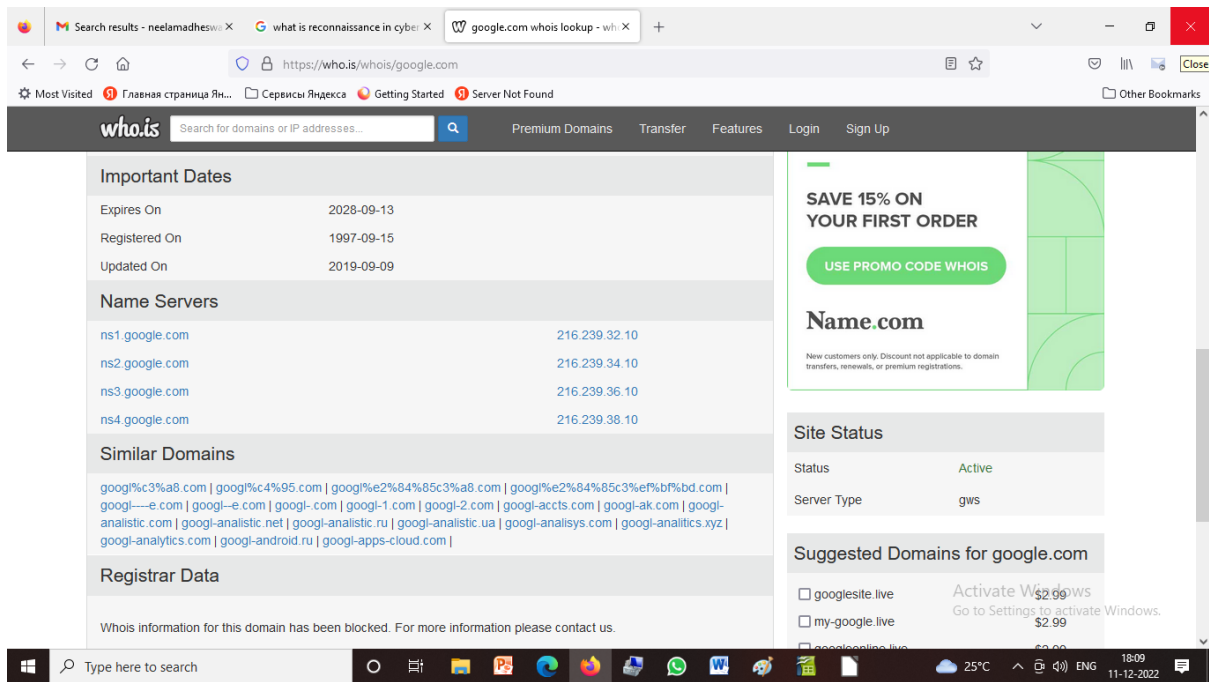 Search results - neelamadheswa
what is reconnaissance in cyber
google.com whois lookup - wh
https://who.is/whois/google.com
Close
Most Visited
Главная страница Ян...
Сервисы Яндекса
Getting Started
Server Not Found
Other Bookmarks
who.is
Search for domains or IP addresses...
Premium Domains
Transfer
Features
Login
Sign Up
Important Dates
Expires On 2028-09-13
Registered On 1997-09-15
Updated On 2019-09-09
Name Servers
ns1.google.com 216.239.32.10
ns2.google.com 216.239.34.10
ns3.google.com 216.239.36.10
ns4.google.com 216.239.38.10
Similar Domains
googl%c3%a8.com | googl%c4%95.com | googl%e2%84%85c3%a8.com | googl%e2%84%85c3%ef%bf%bd.com |
googl----e.com | googl--e.com | googl-.com | googl-1.com | googl-2.com | googl-accts.com | googl-ak.com | googl-
analistic.com | googl-analistic.net | googl-analistic.ru | googl-analistic.ua | googl-analisys.com | googl-analitics.xyz |
googl-analytics.com | googl-android.ru | googl-apps-cloud.com |
Registrar Data
Whois information for this domain has been blocked. For more information please contact us.
SAVE 15% ON
YOUR FIRST ORDER
USE PROMO CODE WHOIS
Name.com
New customers only. Discount not applicable to domain
transfers, renewals, or premium registrations.
Site Status
Status Active
Server Type gws
Suggested Domains for google.com
googlesite.live $2.99
my-google.live $2.99
googleonline.live $2.99
Activate Windows
Go to Settings to activate Windows.
Type here to search
25°C
ENG
18:09
11-12-2022